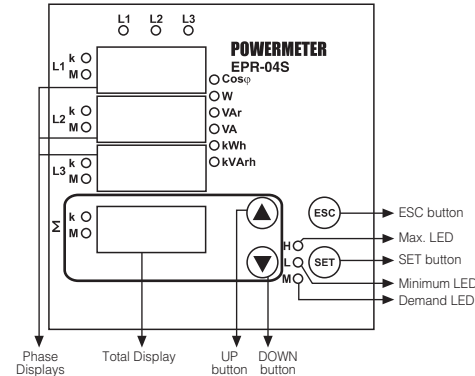 L1 L2 L3
POWERMETER
EPR-04S
L1 k
M
Cosφ
W
L2 k
M
VAr
VA
kWh
kVArh
L3 k
M
Σ k
M
ESC
ESC button
H
Max. LED
L
SET
SET button
M
Minimum LED
Demand LED
Phase Displays
Total Display
UP button
DOWN button